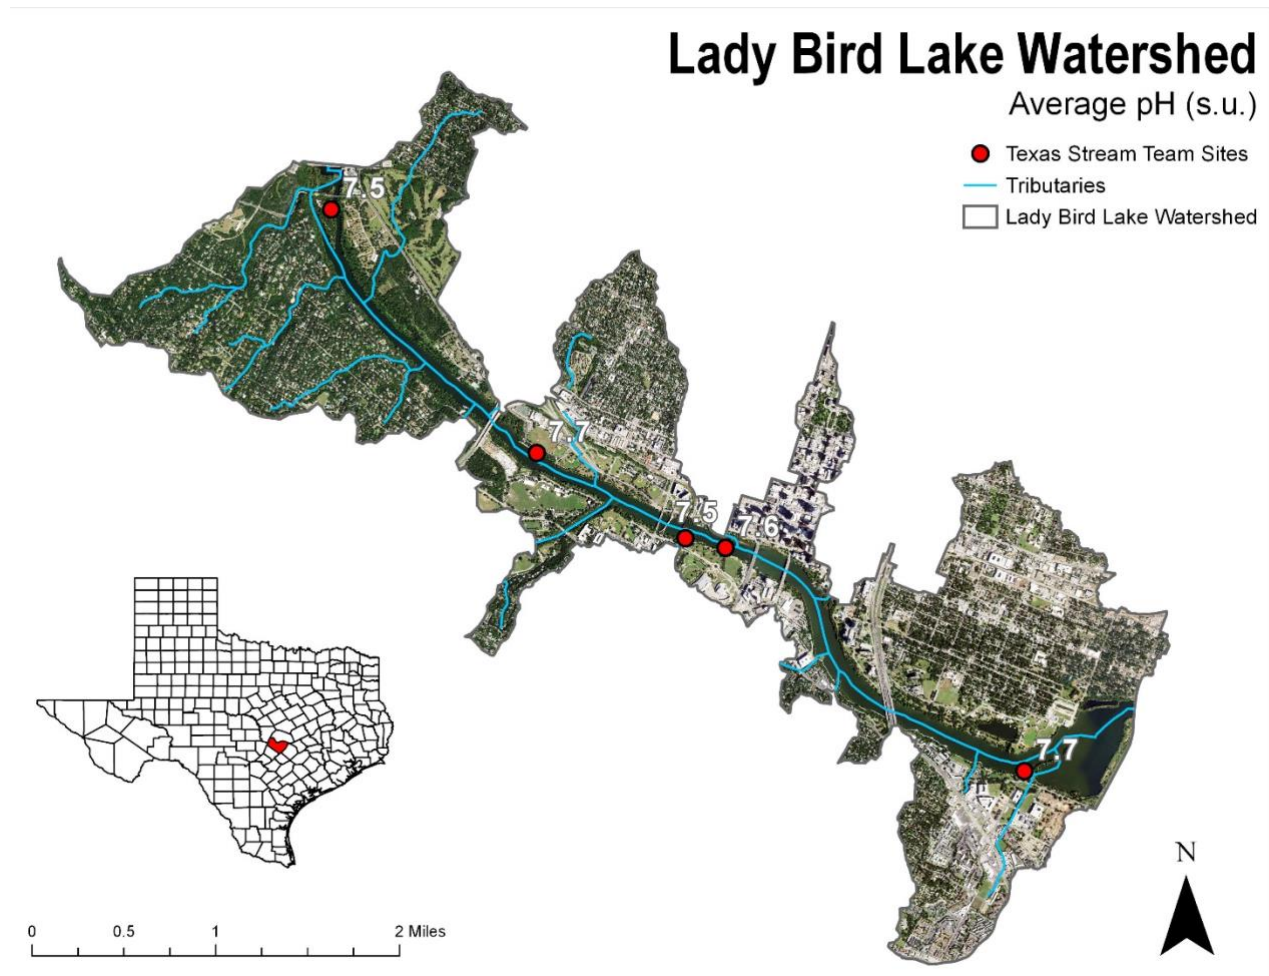 Lady Bird Lake Watershed
Average pH (s.u.)
Texas Stream Team Sites
Tributaries
Lady Bird Lake Watershed
7.5
7.7
7.5
7.6
7.7
N
0 0.5 1 2 Miles